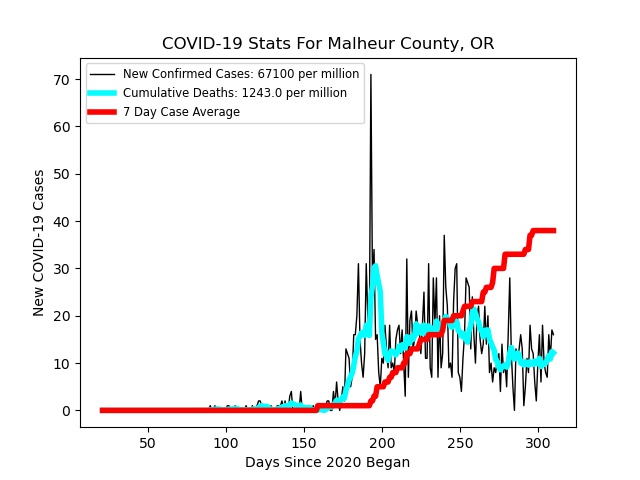 COVID-19 Stats For Malheur County, OR
New Confirmed Cases: 67100 per million
Cumulative Deaths: 1243.0 per million
7 Day Case Average
70
60
50
40
30
20
10
0
New COVID-19 Cases
50 100 150 200 250 300
Days Since 2020 Began